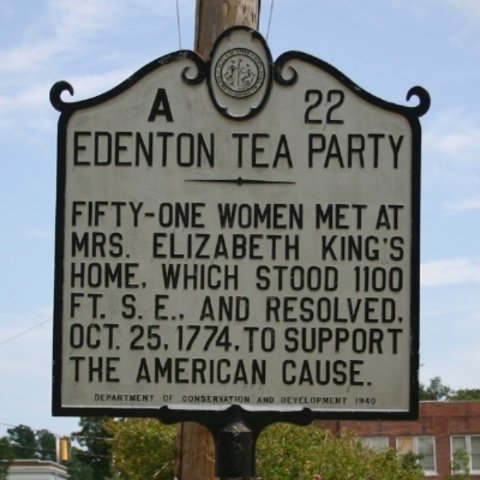 A 22
EDENTON TEA PARTY
FIFTY-ONE WOMEN MET AT
MRS. ELIZABETH KING'S
HOME, WHICH STOOD 1100
FT. S. E., AND RESOLVED,
OCT. 25, 1774, TO SUPPORT
THE AMERICAN CAUSE.
DEPARTMENT OF CONSERVATION AND DEVELOPMENT 1940